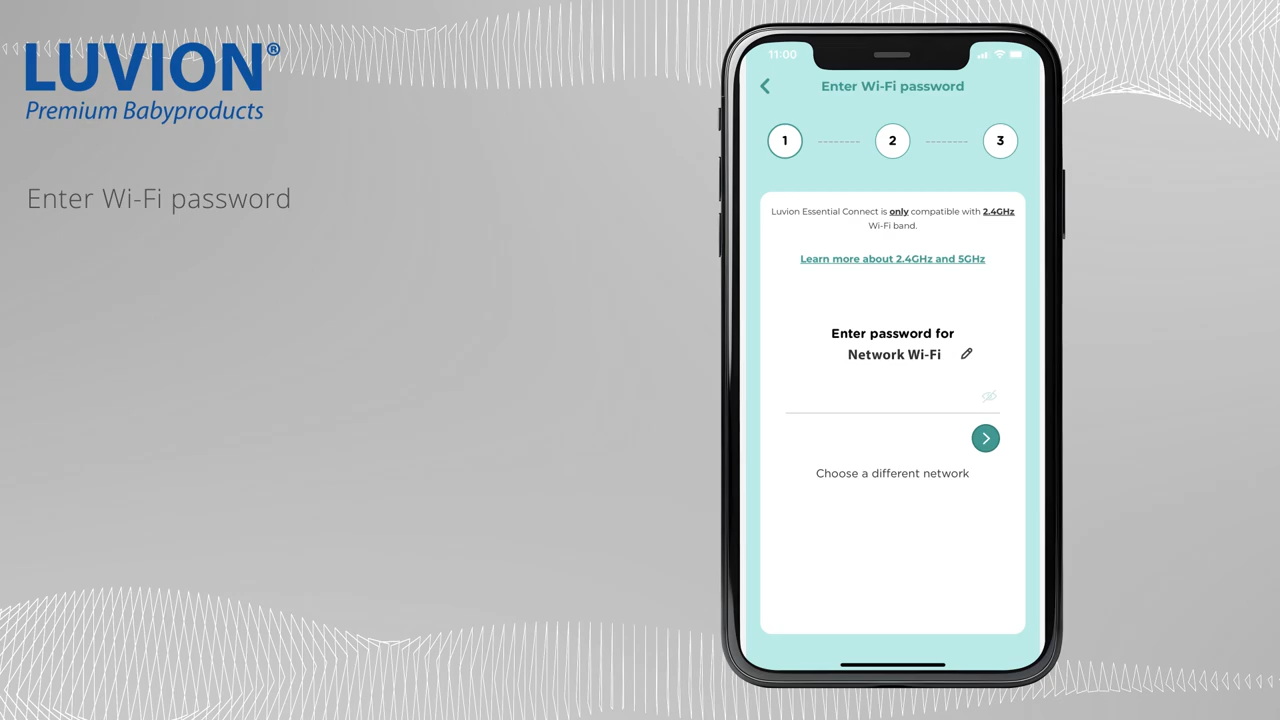 LUVION®
Premium Babyproducts
Enter Wi-Fi password
11:00
Enter Wi-Fi password
1
2
3
Luvion Essential Connect is only compatible with 2.4GHz
Wi-Fi band.
Learn more about 2.4GHz and 5GHz
Enter password for
Network Wi-Fi
Choose a different network